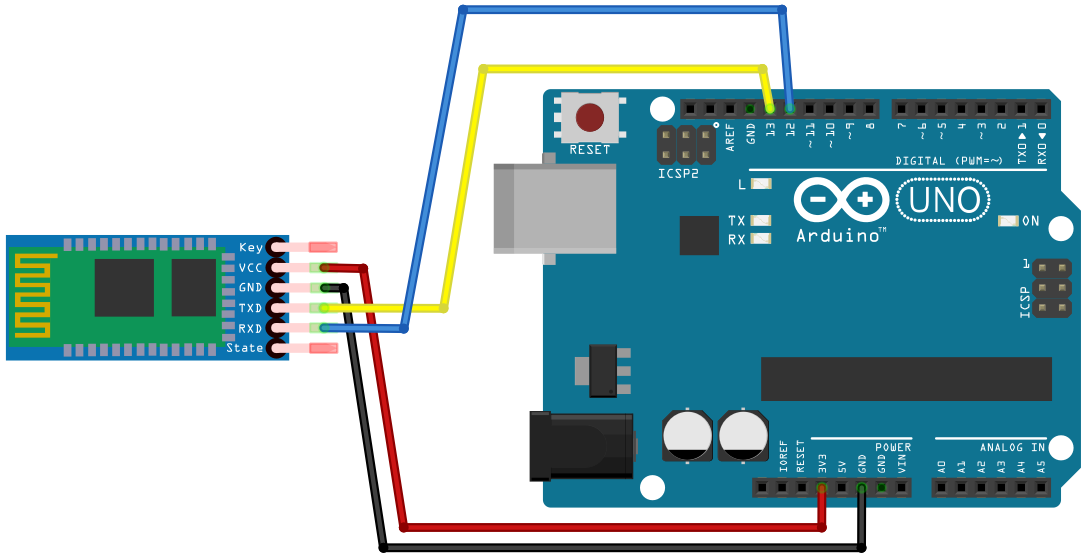 Key
VCC
GND
TXD
RXD
State
RESET
ICSP2
AREF
GND
13
12
~11
~10
~9
8
7
~6
~5
4
~3
2
TX0▶1
RX0◀0
DIGITAL (PWM=~)
L
TX
RX
UNO
Arduino™
ON
1
ICSP
POWER
ANALOG IN
IOREF
RESET
3V3
5V
GND
GND
VIN
A0
A1
A2
A3
A4
A5